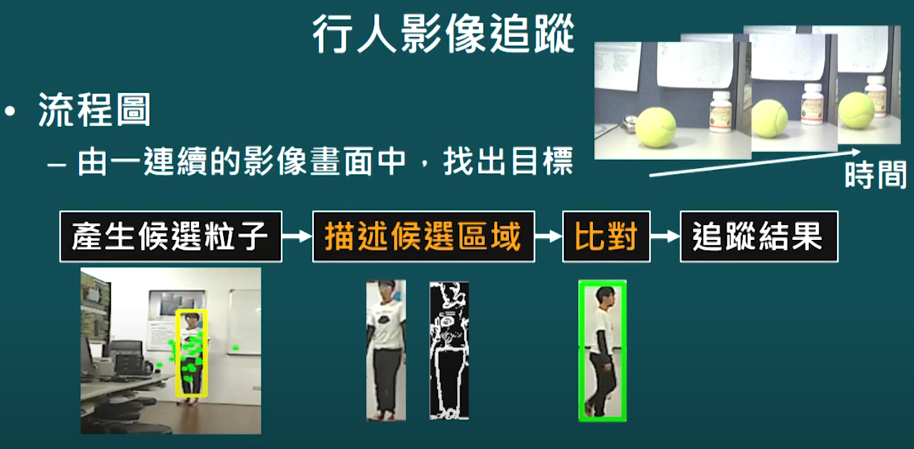 行人影像追蹤
• 流程圖
– 由一連續的影像畫面中，找出目標
時間
產生候選粒子
描述候選區域
比對
追蹤結果